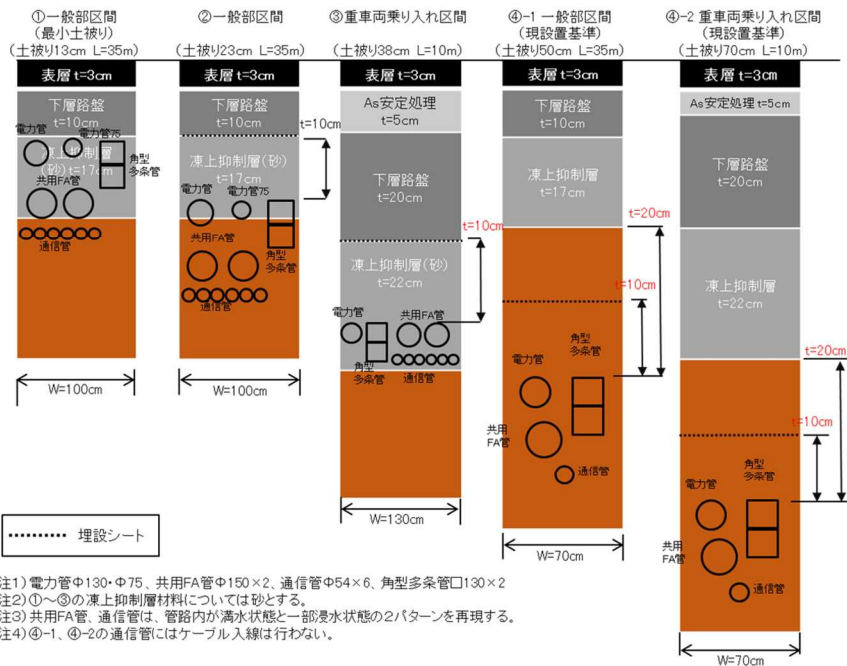 ①一般部区間
(最小土被り)
(土被り13cm L=35m)
表層 t=3cm
下層路盤
t=10cm
電力管
電力管75
凍上抑制層
(砂)t=17cm
角型
多条管
共用FA管
通信管
W=100cm
②一般部区間
(土被り23cm L=35m)
表層 t=3cm
下層路盤
t=10cm
t=10cm
凍上抑制層(砂)
t=17cm
電力管
電力管75
共用FA管
角型
多条管
通信管
W=100cm
③重車両乗り入れ区間
(土被り38cm L=10m)
表層 t=3cm
As安定処理
t=5cm
下層路盤
t=20cm
t=10cm
凍上抑制層(砂)
t=22cm
電力管
共用FA管
角型
多条管
通信管
W=130cm
④-1 一般部区間
(現設置基準)
(土被り50cm L=35m)
表層 t=3cm
下層路盤
t=10cm
凍上抑制層
t=17cm
t=20cm
t=10cm
電力管
角型
多条管
共用
FA管
通信管
W=70cm
④-2 重車両乗り入れ区間
(現設置基準)
(土被り70cm L=10m)
表層 t=3cm
As安定処理 t=5cm
下層路盤
t=20cm
凍上抑制層
t=22cm
t=20cm
t=10cm
電力管
角型
多条管
共用
FA管
通信管
W=70cm
埋設シート
注1)電力管Φ130・Φ75、共用FA管Φ150×2、通信管Φ54×6、角型多条管□130×2
注2)①~③の凍上抑制層材料については砂とする。
注3)共用FA管、通信管は、管路内が満水状態と一部浸水状態の2パターンを再現する。
注4)④-1、④-2の通信管にはケーブル入線は行わない。